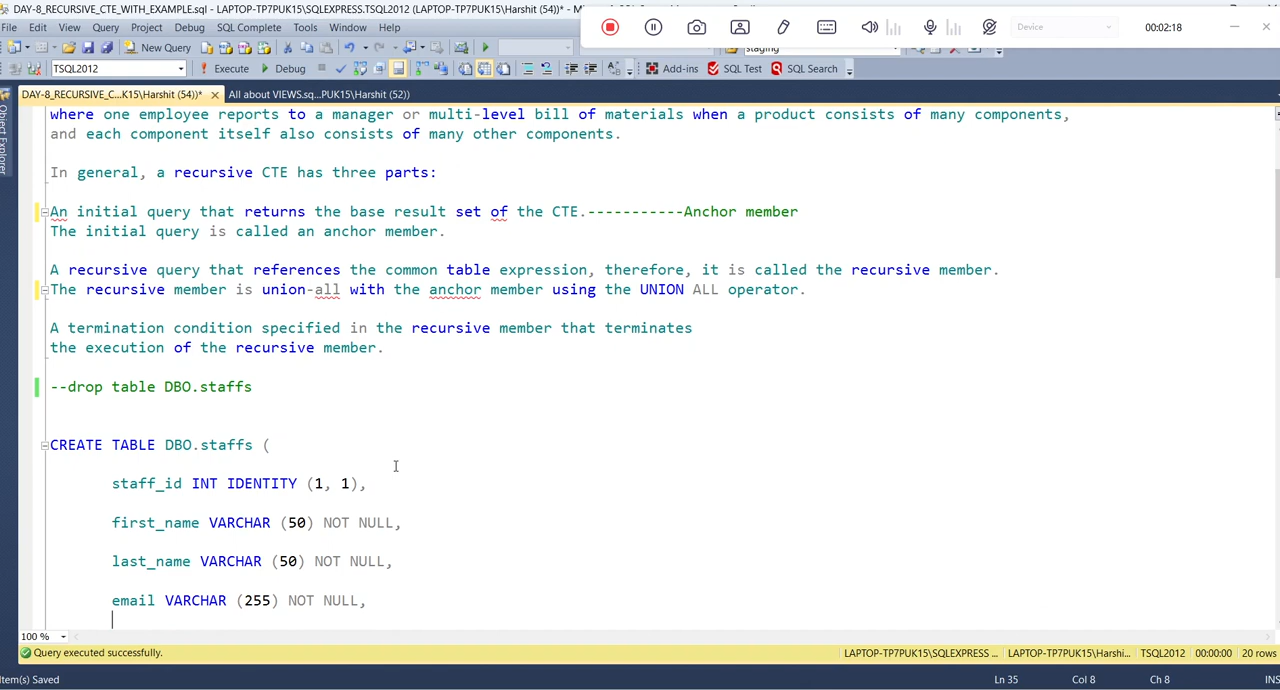 DAY-8_RECURSIVE_CTE_WITH_EXAMPLE.sql - LAPTOP-TP7PUK15\SQLEXPRESS.TSQL2012 (LAPTOP-TP7PUK15\Harshit (54))* - Mi
File Edit View Query Project Debug SQL Complete Tools Window Help
Device
00:02:18
New Query
staging
TSQL2012
Execute
Debug
Add-ins
SQL Test
SQL Search
DAY-8_RECURSIVE_C...K15\Harshit (54))*
All about VIEWS.sq...PUK15\Harshit (52))
Object Explorer
where one employee reports to a manager or multi-level bill of materials when a product consists of many components,
and each component itself also consists of many other components.
In general, a recursive CTE has three parts:
An initial query that returns the base result set of the CTE.-----------Anchor member
The initial query is called an anchor member.
A recursive query that references the common table expression, therefore, it is called the recursive member.
The recursive member is union-all with the anchor member using the UNION ALL operator.
A termination condition specified in the recursive member that terminates
the execution of the recursive member.
--drop table DBO.staffs
CREATE TABLE DBO.staffs (
staff_id INT IDENTITY (1, 1),
first_name VARCHAR (50) NOT NULL,
last_name VARCHAR (50) NOT NULL,
email VARCHAR (255) NOT NULL,
100 %
Query executed successfully.
LAPTOP-TP7PUK15\SQLEXPRESS ...
LAPTOP-TP7PUK15\Harshi...
TSQL2012
00:00:00
20 rows
Item(s) Saved
Ln 35
Col 8
Ch 8
INS